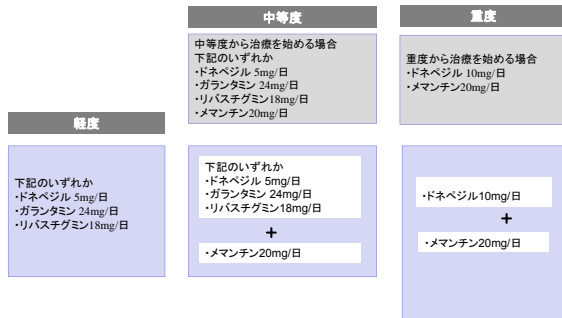 中等度
中等度から治療を始める場合
下記のいずれか
・ドネペジル 5mg/日
・ガランタミン 24mg/日
・リバスチグミン18mg/日
・メマンチン20mg/日
重度
重度から治療を始める場合
・ドネペジル 10mg/日
・メマンチン20mg/日
軽度
下記のいずれか
・ドネペジル 5mg/日
・ガランタミン 24mg/日
・リバスチグミン18mg/日
下記のいずれか
・ドネペジル 5mg/日
・ガランタミン 24mg/日
・リバスチグミン18mg/日
+
・メマンチン20mg/日
・ドネペジル10mg/日
+
・メマンチン20mg/日